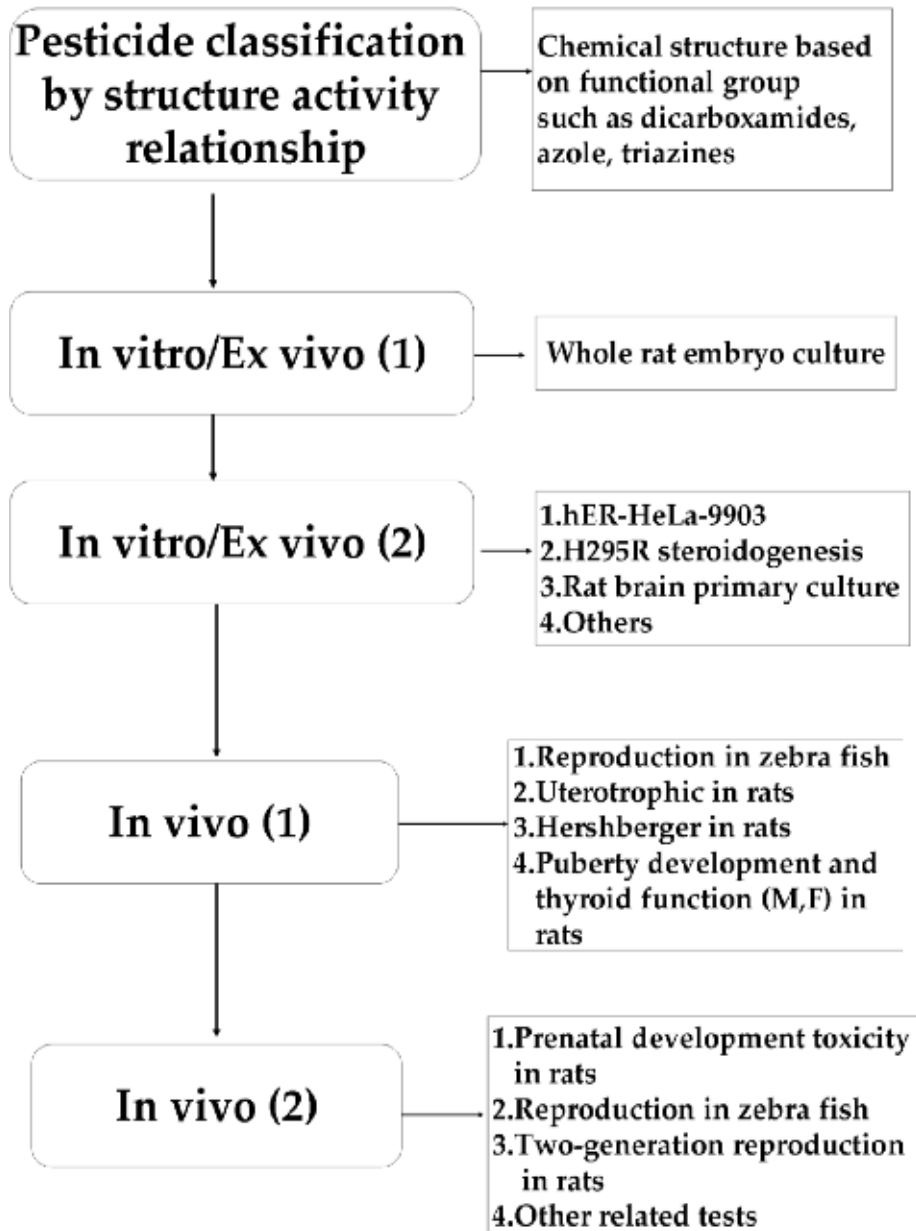 Pesticide classification
by structure activity
relationship
Chemical structure based
on functional group
such as dicarboxamides,
azole, triazines
In vitro/Ex vivo (1)
Whole rat embryo culture
In vitro/Ex vivo (2)
1.hER-HeLa-9903
2.H295R steroidogenesis
3.Rat brain primary culture
4.Others
In vivo (1)
1.Reproduction in zebra fish
2.Uterotrophic in rats
3.Hershberger in rats
4.Puberty development and
thyroid function (M,F) in
rats
In vivo (2)
1.Prenatal development toxicity
in rats
2.Reproduction in zebra fish
3.Two-generation reproduction
in rats
4.Other related tests